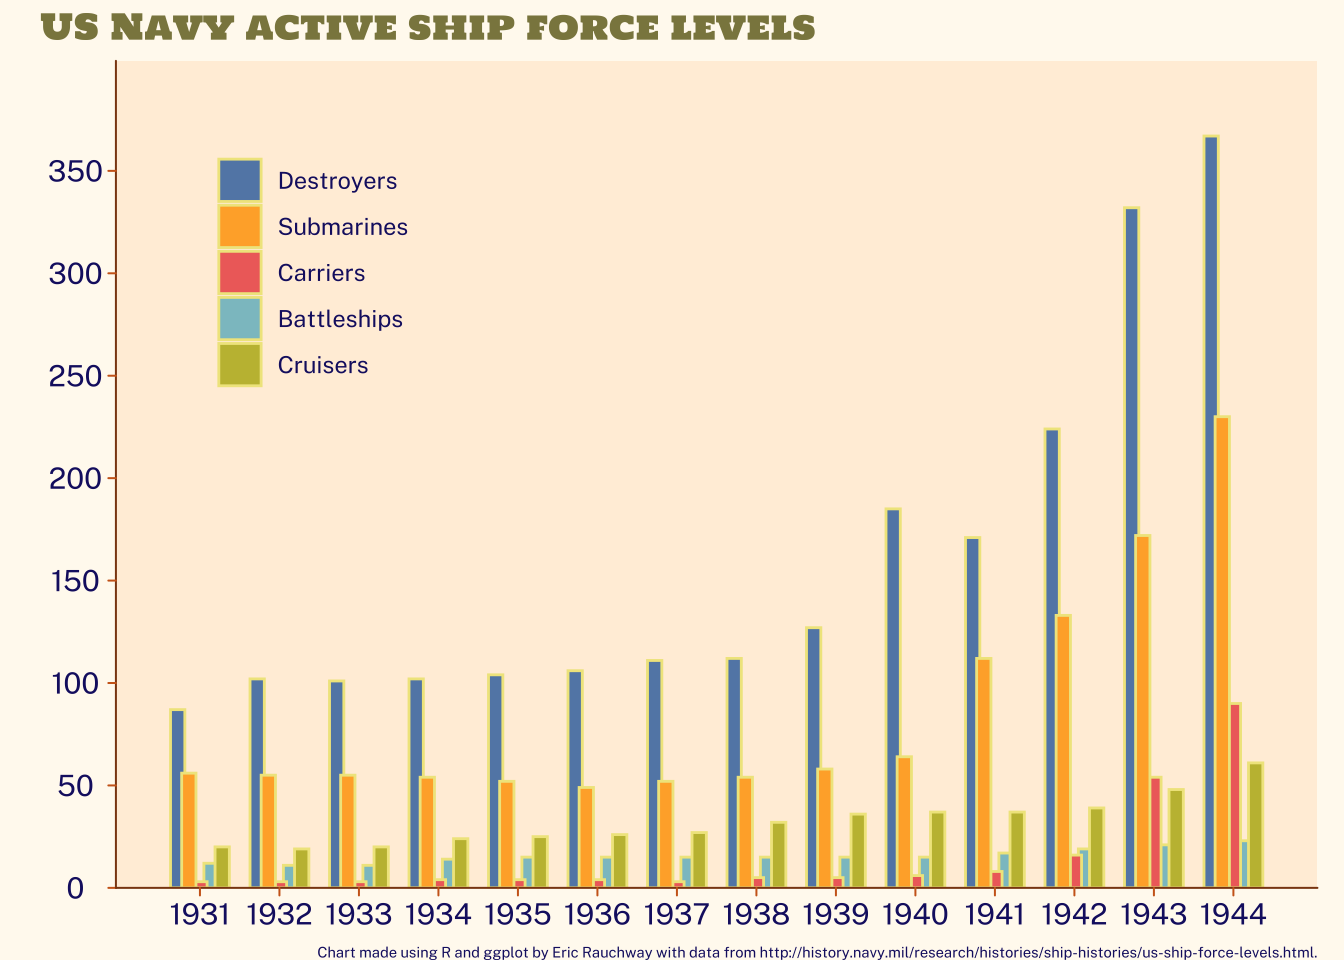 US NAVY ACTIVE SHIP FORCE LEVELS
350
300
250
200
150
100
50
0
Destroyers
Submarines
Carriers
Battleships
Cruisers
1931 1932 1933 1934 1935 1936 1937 1938 1939 1940 1941 1942 1943 1944
Chart made using R and ggplot by Eric Rauchway with data from http://history.navy.mil/research/histories/ship-histories/us-ship-force-levels.html.